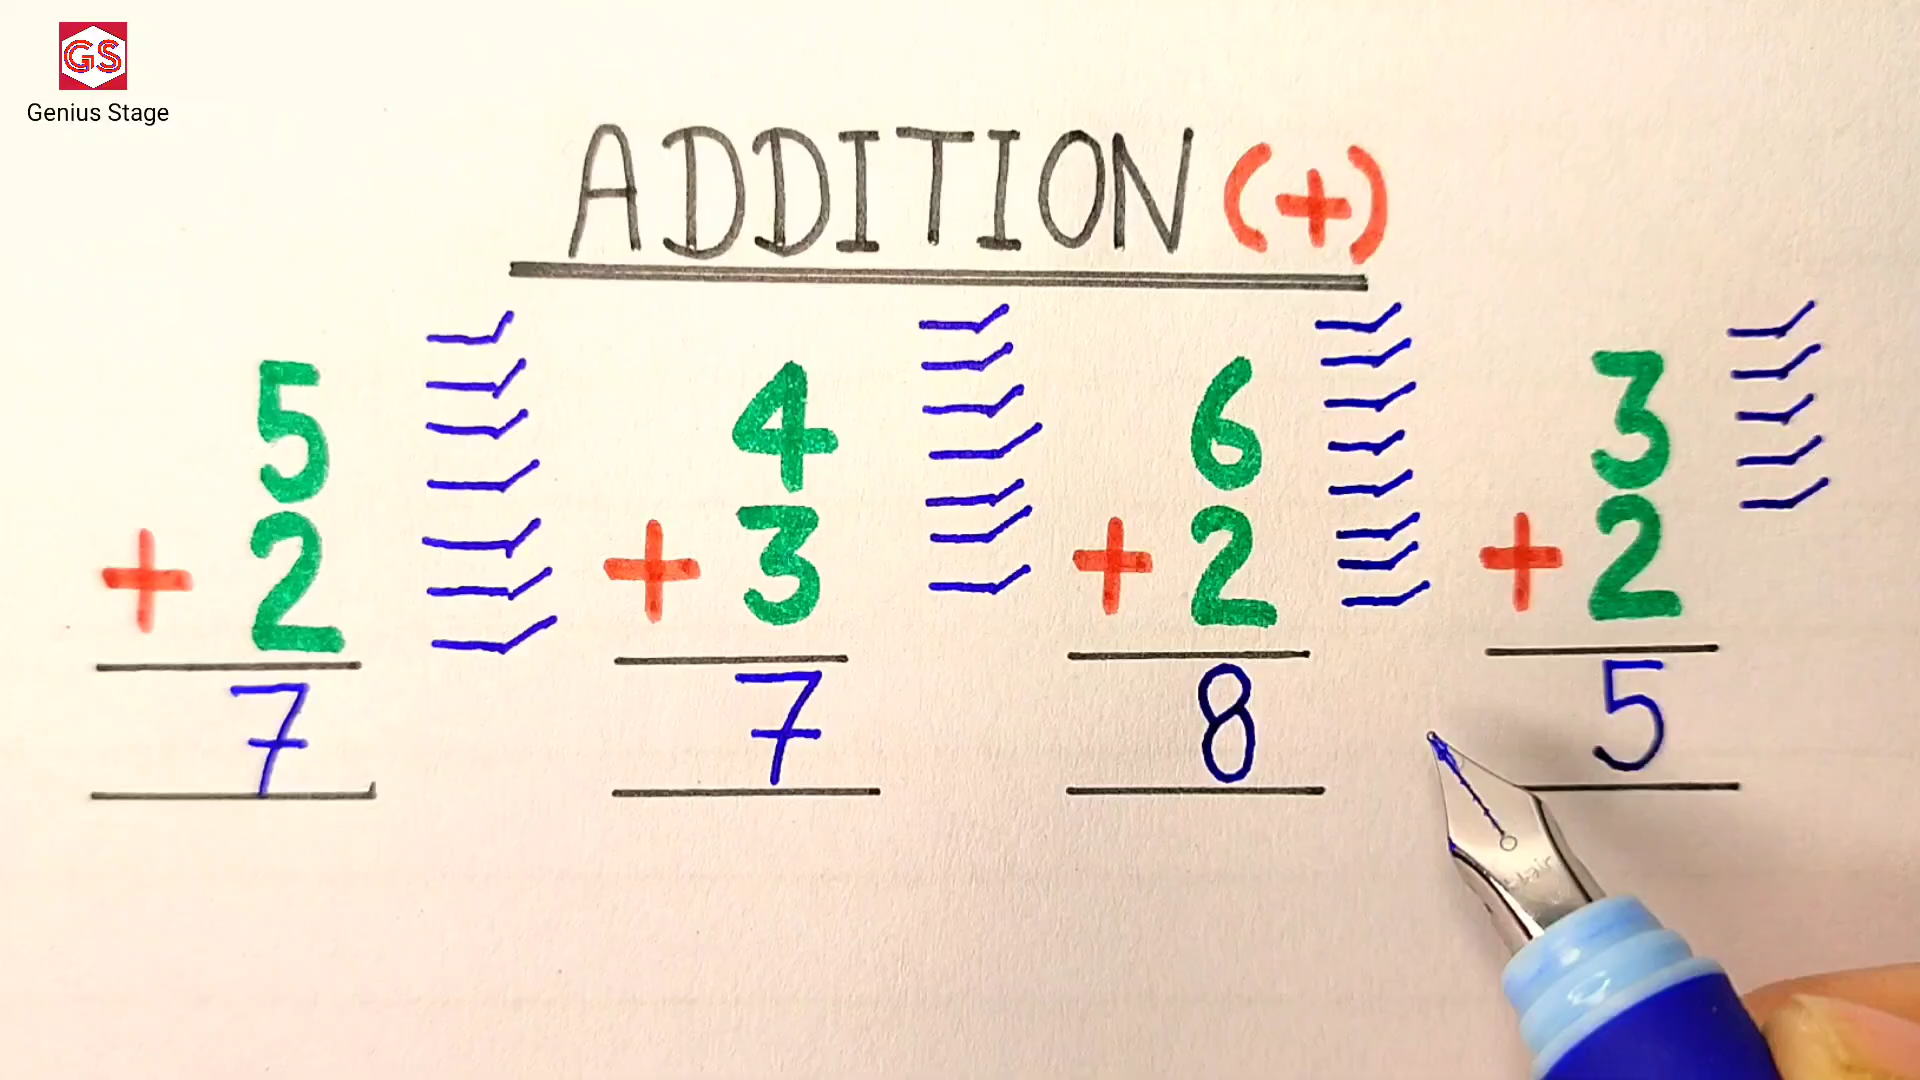 GS
Genius Stage
ADDITION (+)
5 4 6 3
+ 2 + 3 + 2 + 2
7 7 8 5